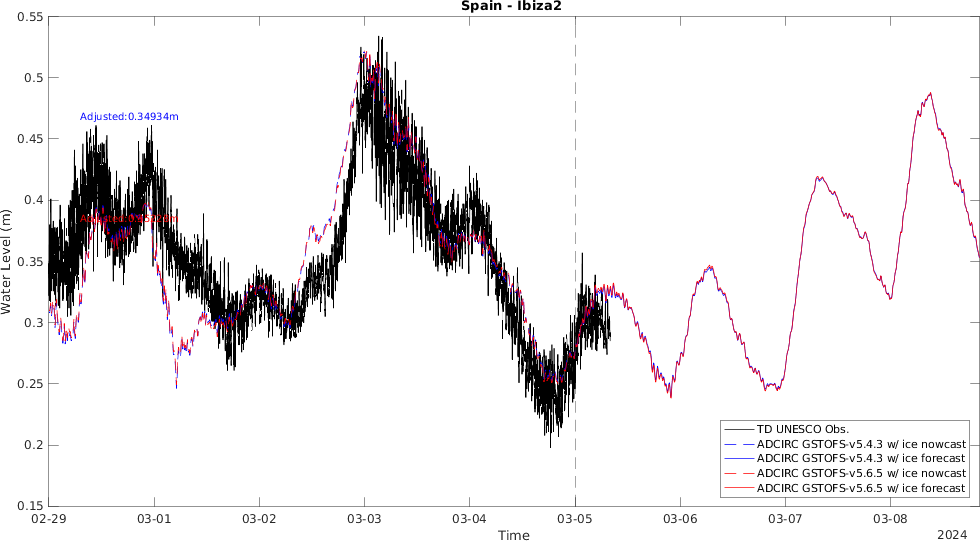 Spain - Ibiza2
0.55
0.5
0.45
0.4
0.35
0.3
0.25
0.2
0.15
Water Level (m)
Adjusted:0.34934m
TD UNESCO Obs.
ADCIRC GSTOFS-v5.4.3 w/ ice nowcast
ADCIRC GSTOFS-v5.4.3 w/ ice forecast
ADCIRC GSTOFS-v5.6.5 w/ ice nowcast
ADCIRC GSTOFS-v5.6.5 w/ ice forecast
02-29 03-01 03-02 03-03 03-04 03-05 03-06 03-07 03-08
Time
2024